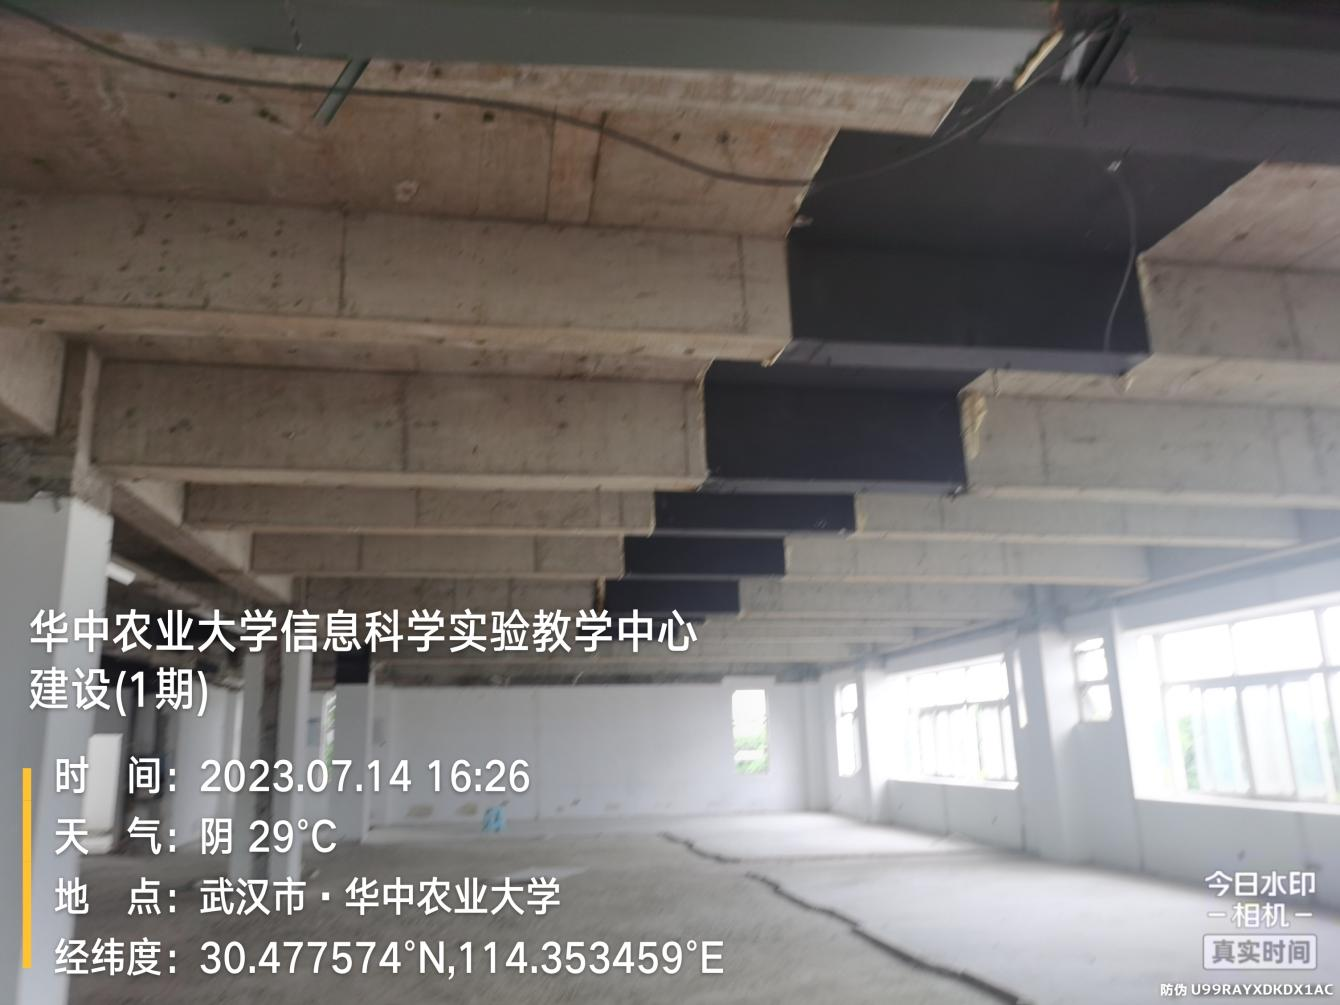 华中农业大学信息科学实验教学中心
建设(1期)
时 间：2023.07.14 16:26
天 气：阴 29°C
地 点：武汉市·华中农业大学
经纬度：30.477574°N,114.353459°E
今日水印
-相机-
真实时间
防伪 U99RAYXDKDX1AC